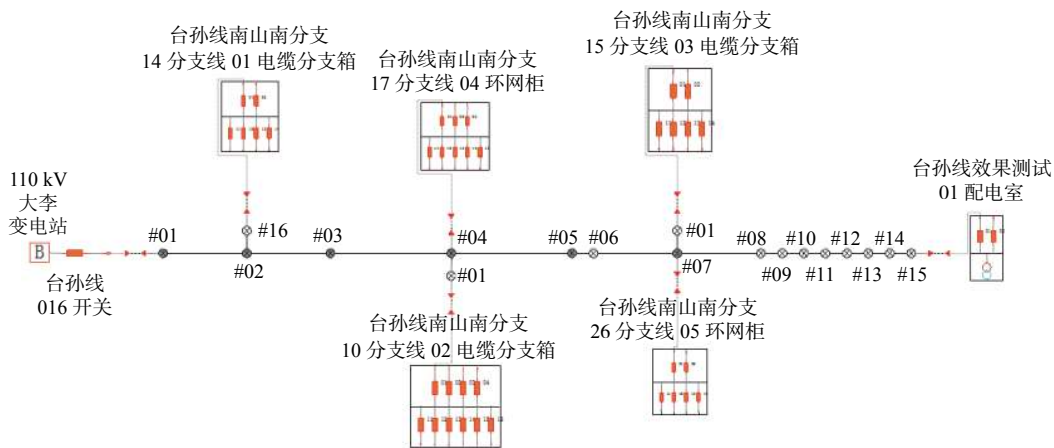 台孙线南山南分支
14 分支线 01 电缆分支箱
台孙线南山南分支
17 分支线 04 环网柜
台孙线南山南分支
15 分支线 03 电缆分支箱
台孙线效果测试
01 配电室
110 kV
大李
变电站
B
台孙线
016 开关
#01
#16
#02
#03
#04
#01
#05
#06
#01
#07
#08
#09
#10
#11
#12
#13
#14
#15
台孙线南山南分支
10 分支线 02 电缆分支箱
台孙线南山南分支
26 分支线 05 环网柜